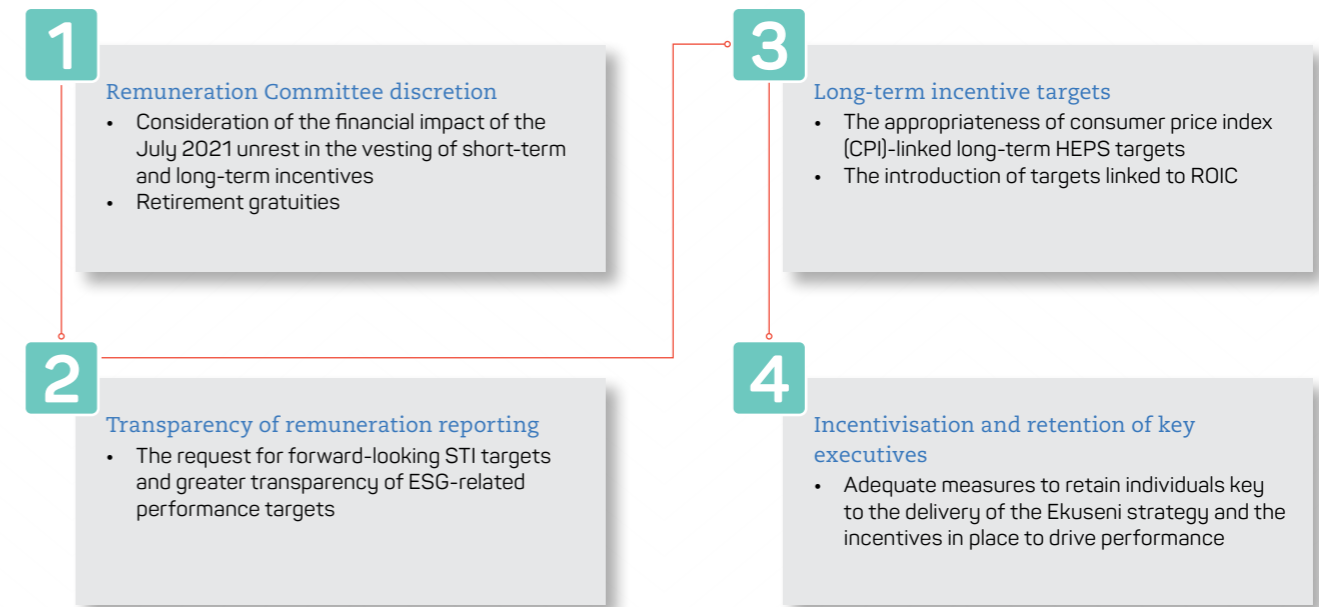 1
Remuneration Committee discretion
• Consideration of the financial impact of the
July 2021 unrest in the vesting of short-term
and long-term incentives
• Retirement gratuities
2
Transparency of remuneration reporting
• The request for forward-looking STI targets
and greater transparency of ESG-related
performance targets
3
Long-term incentive targets
• The appropriateness of consumer price index
(CPI)-linked long-term HEPS targets
• The introduction of targets linked to ROIC
4
Incentivisation and retention of key
executives
• Adequate measures to retain individuals key
to the delivery of the Ekuseni strategy and the
incentives in place to drive performance